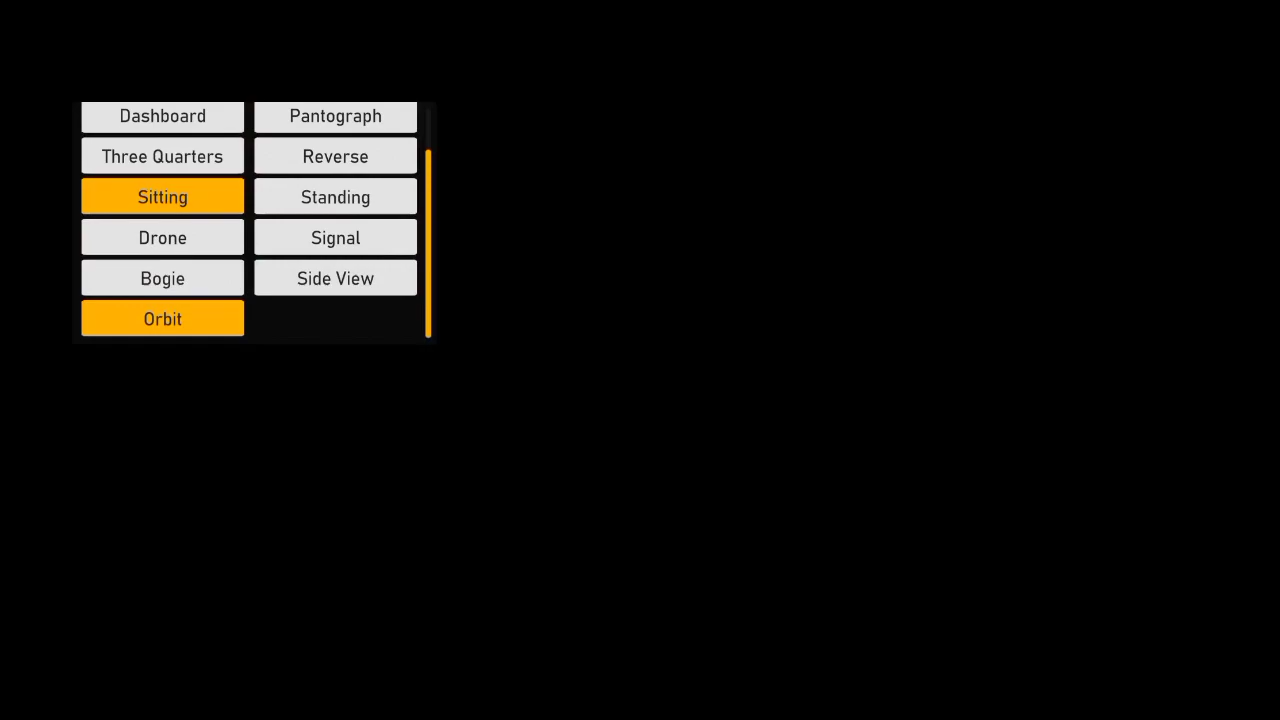 Dashboard Pantograph
Three Quarters Reverse
Sitting Standing
Drone Signal
Bogie Side View
Orbit